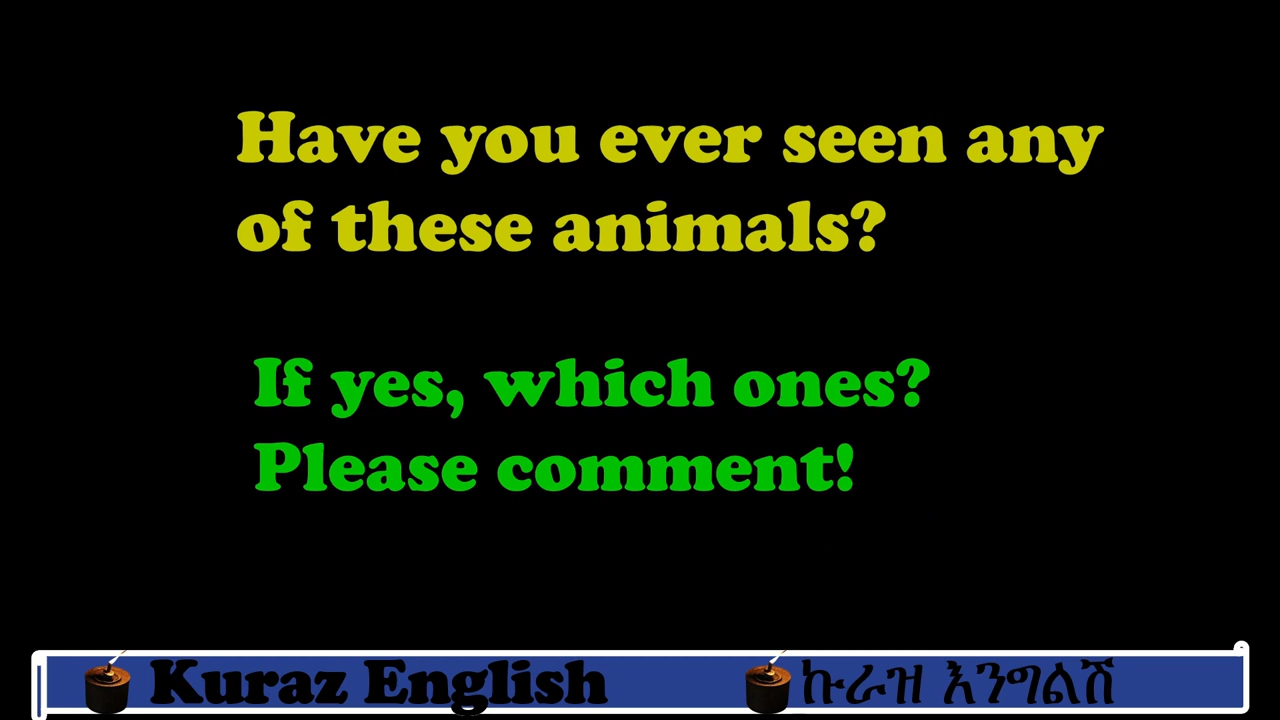 Have you ever seen any
of these animals?
If yes, which ones?
Please comment!
Kuraz English
ኩራዝ እንግልሽ